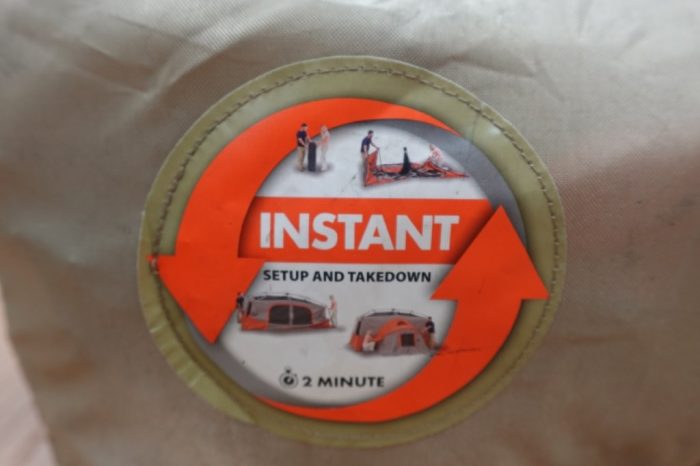 INSTANT
SETUP AND TAKEDOWN
2 MINUTE